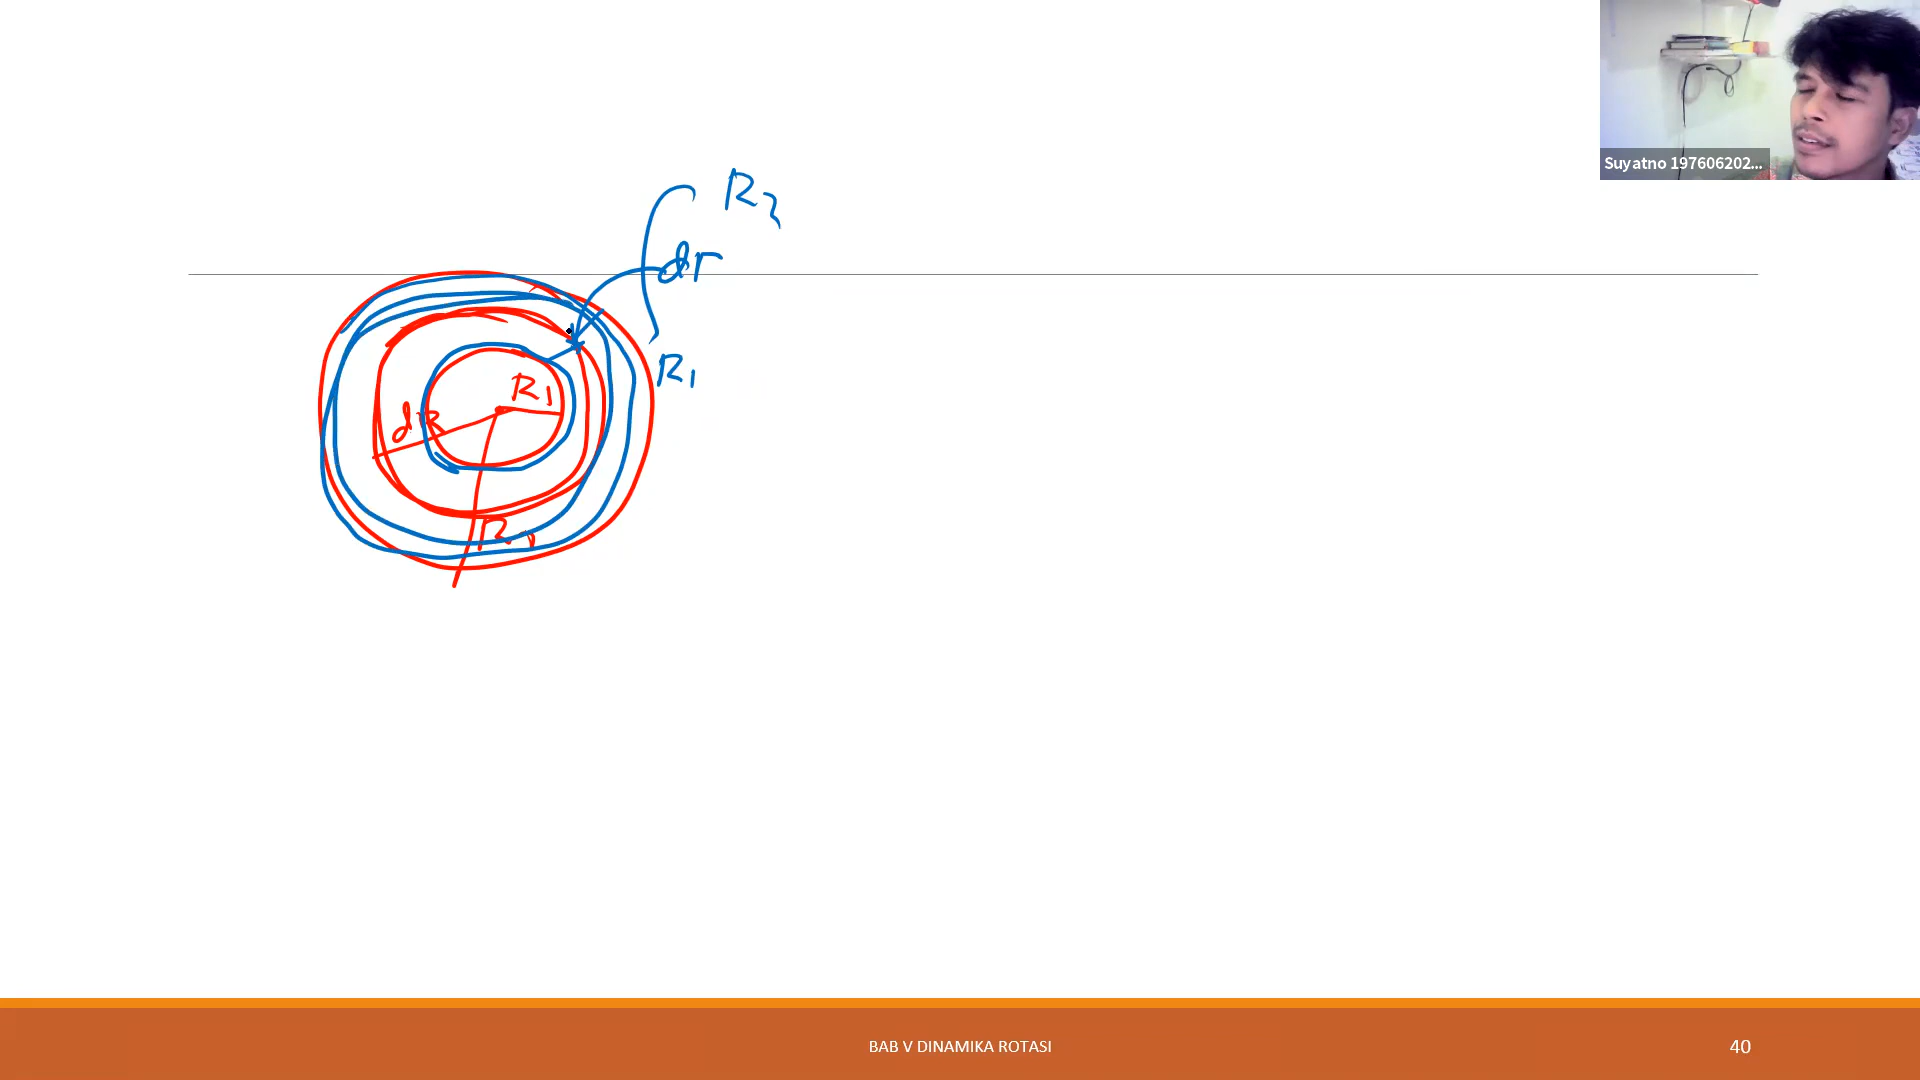 Suyatno 197606202...
R2
dr
R1
R1
dR
R2
BAB V DINAMIKA ROTASI
40